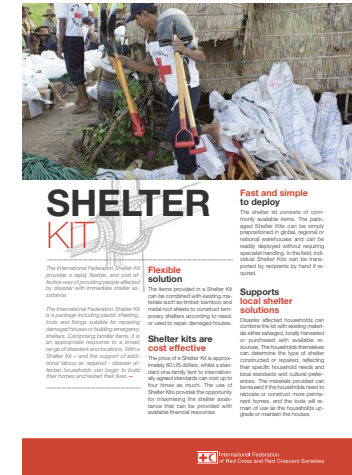 SHELTER
KIT
The International Federation Shelter Kit
provides a rapid, flexible, and cost ef-
fective way of providing people affected
by disaster with immediate shelter as-
sistance.
The International Federation Shelter Kit
is a package including plastic sheeting,
tools and fixings suitable for repairing
damaged houses or building emergency
shelters. Comprising familiar items, it is
an appropriate response to a broad
range of disasters and locations. With a
Shelter Kit – and the support of addi-
tional labour as required - disaster af-
fected households can begin to build
their homes and restart their lives.
Flexible
solution
The items provided in a Shelter Kit
can be combined with existing ma-
terials such as timber, bamboo and
metal roof sheets to construct tem-
porary shelters according to need,
or used to repair damaged houses.
Shelter kits are
cost effective
The price of a Shelter Kit is approx-
imately 60 US dollars, whilst a stan-
dard one-family tent to internation-
ally agreed standards can cost up to
four times as much. The use of
Shelter Kits provides the opportunity
for maximising the shelter assis-
tance that can be provided with
available financial resources.
Fast and simple
to deploy
The shelter kit consists of com-
monly available items. The pack-
aged Shelter Kits can be simply
prepositioned in global, regional or
national warehouses and can be
readily deployed without requiring
specialist handling. In the field, indi-
vidual Shelter Kits can be trans-
ported by recipients by hand if re-
quired.
Supports
local shelter
solutions
Disaster affected households can
combine the kit with existing materi-
als either salvaged, locally harvested
or purchased with available re-
sources. The households themselves
can determine the type of shelter
constructed or repaired, reflecting
their specific household needs and
local standards and cultural prefer-
ences. The materials provided can
be reused if the households need to
relocate or construct more perma-
nent homes, and the tools will re-
main of use as the households up-
grade or maintain the houses.
International Federation
of Red Cross and Red Crescent Societies